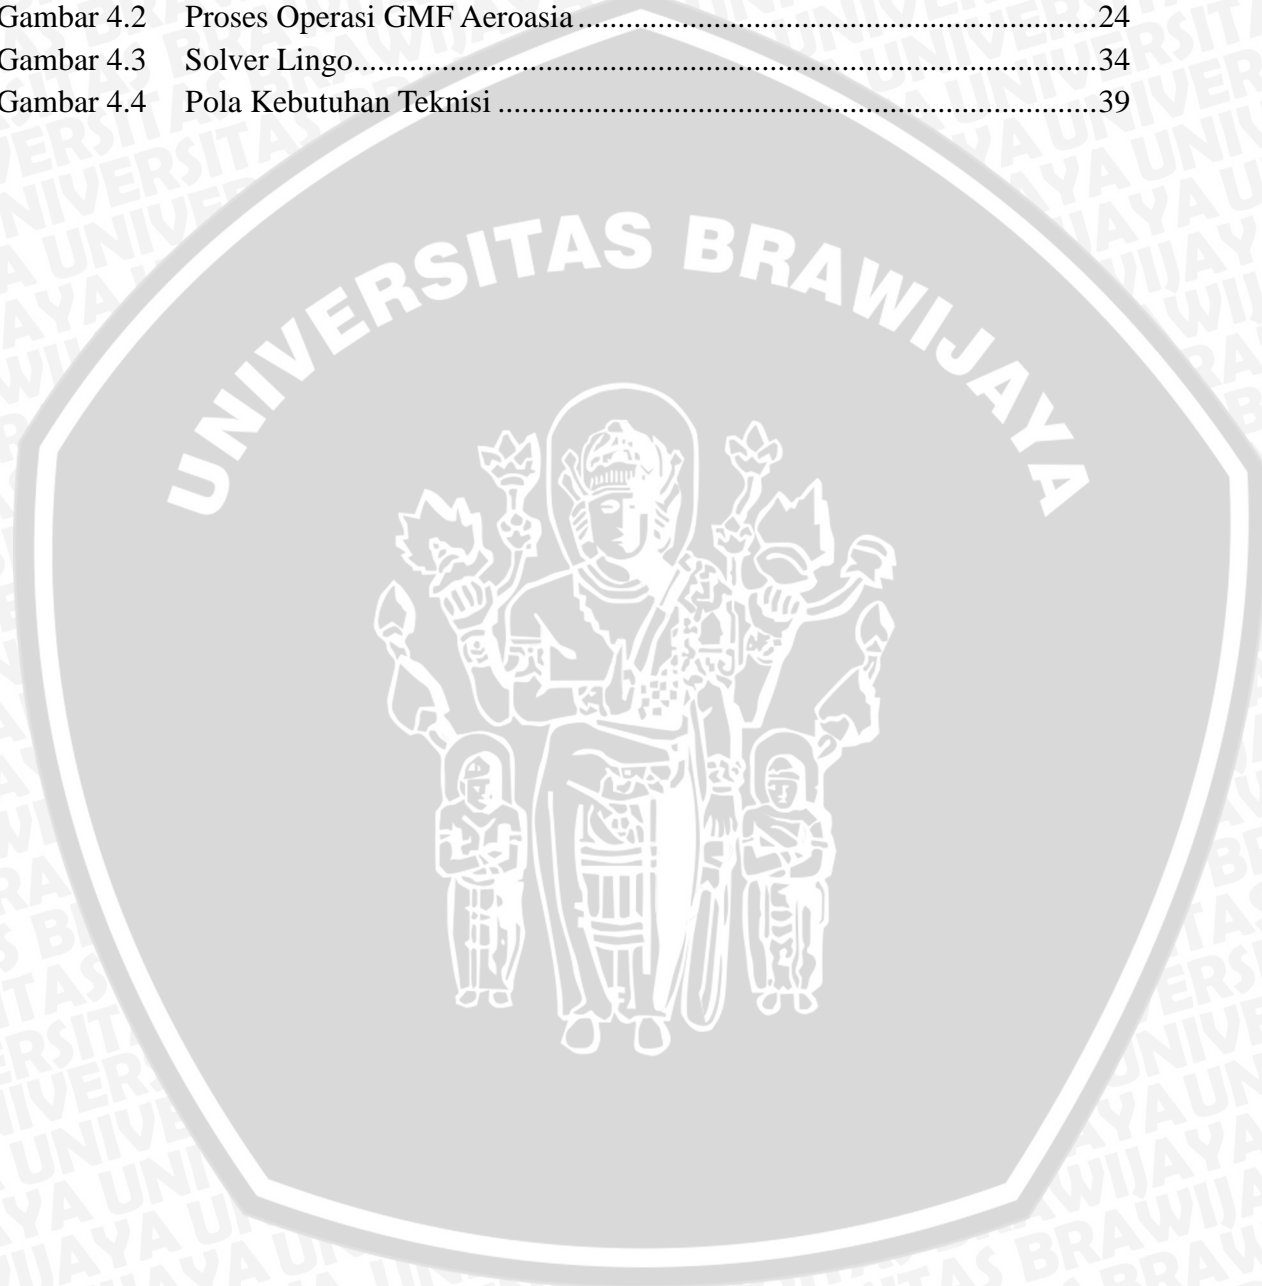 Gambar 4.2 Proses Operasi GMF Aeroasia ................................................................ 24
Gambar 4.3 Solver Lingo............................................................................................ 34
Gambar 4.4 Pola Kebutuhan Teknisi .......................................................................... 39
UNIVERSITAS BRAWIJAYA